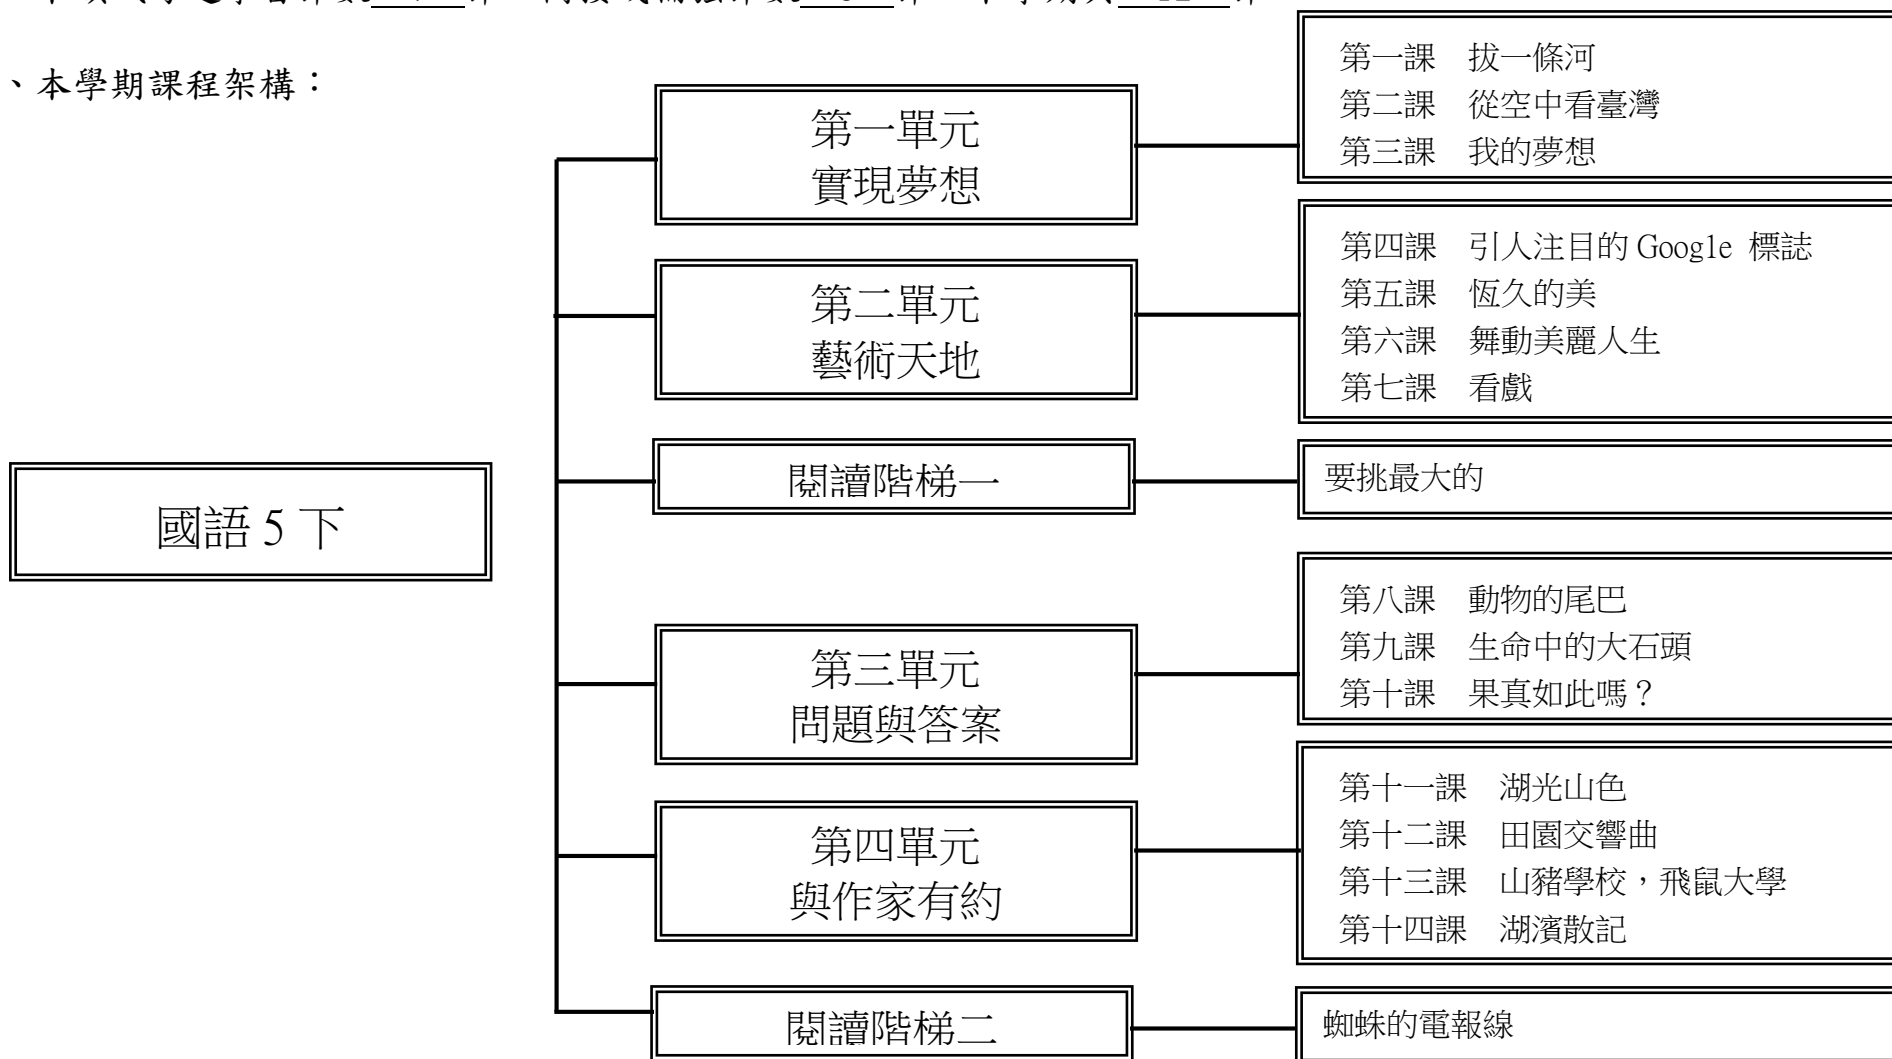 、本學期課程架構：
國語 5 下
第一單元
實現夢想
第一課　拔一條河
第二課　從空中看臺灣
第三課　我的夢想
第二單元
藝術天地
第四課　引人注目的 Google 標誌
第五課　恆久的美
第六課　舞動美麗人生
第七課　看戲
閱讀階梯一
要挑最大的
第三單元
問題與答案
第八課　動物的尾巴
第九課　生命中的大石頭
第十課　果真如此嗎？
第四單元
與作家有約
第十一課　湖光山色
第十二課　田園交響曲
第十三課　山豬學校，飛鼠大學
第十四課　湖濱散記
閱讀階梯二
蜘蛛的電報線